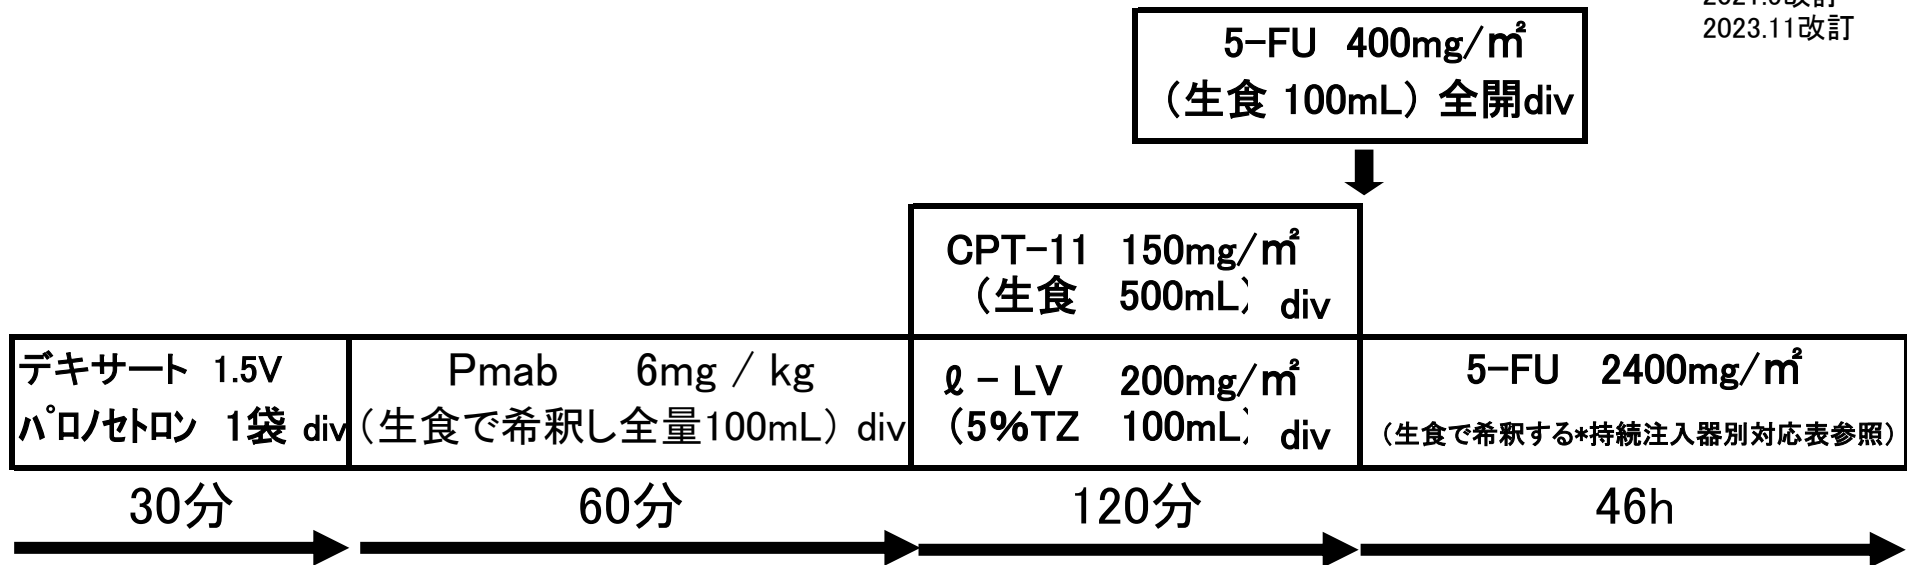 2023.11改訂
5-FU 400mg/㎡
(生食 100mL) 全開div
CPT-11 150mg/㎡
(生食 500mL) div
デキサート 1.5V
パロノセトロン 1袋 div
Pmab 6mg / kg
(生食で希釈し全量100mL) div
ℓ-LV 200mg/㎡
(5%TZ 100mL) div
5-FU 2400mg/㎡
(生食で希釈する*持続注入器別対応表参照)
30分
60分
120分
46h